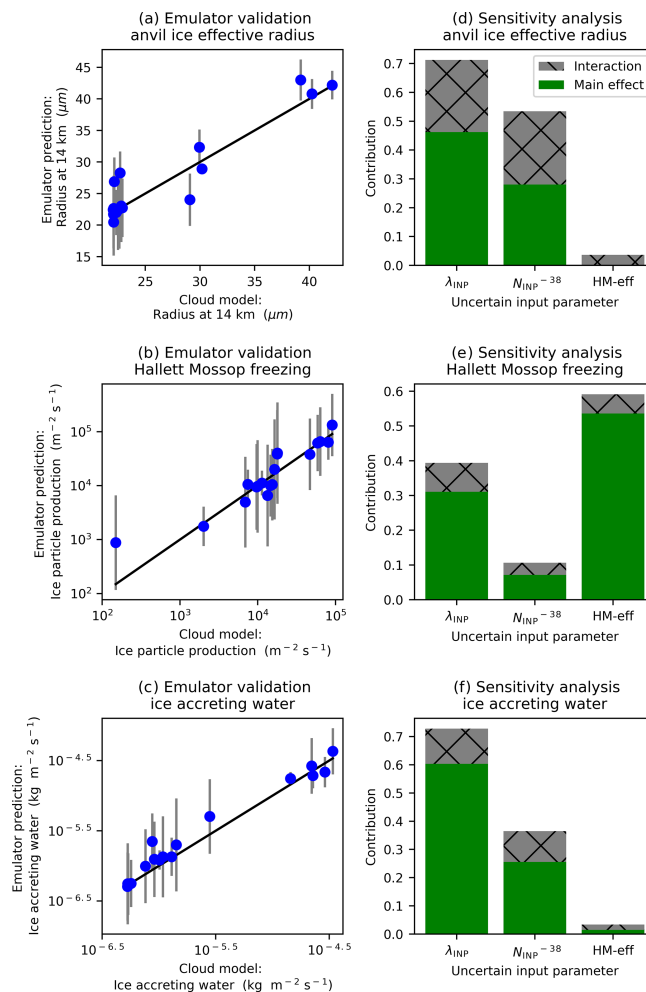 (a) Emulator validation
anvil ice effective radius
45
40
35
30
25
20
15
Emulator prediction:
Radius at 14 km (μm)
25
30
35
40
Cloud model:
Radius at 14 km (μm)
(d) Sensitivity analysis
anvil ice effective radius
0.7
0.6
0.5
0.4
0.3
0.2
0.1
0.0
Contribution
Interaction
Main effect
λ_INP
N_INP^−38
HM-eff
Uncertain input parameter
(b) Emulator validation
Hallett Mossop freezing
10^5
10^4
10^3
10^2
Emulator prediction:
Ice particle production (m^−2 s^−1)
10^2
10^3
10^4
10^5
Cloud model:
Ice particle production (m^−2 s^−1)
(e) Sensitivity analysis
Hallett Mossop freezing
0.6
0.5
0.4
0.3
0.2
0.1
0.0
Contribution
λ_INP
N_INP^−38
HM-eff
Uncertain input parameter
(c) Emulator validation
ice accreting water
10^−4.5
10^−5.5
10^−6.5
Emulator prediction:
Ice accreting water (kg m^−2 s^−1)
10^−6.5
10^−5.5
10^−4.5
Cloud model:
Ice accreting water (kg m^−2 s^−1)
(f) Sensitivity analysis
ice accreting water
0.7
0.6
0.5
0.4
0.3
0.2
0.1
0.0
Contribution
λ_INP
N_INP^−38
HM-eff
Uncertain input parameter